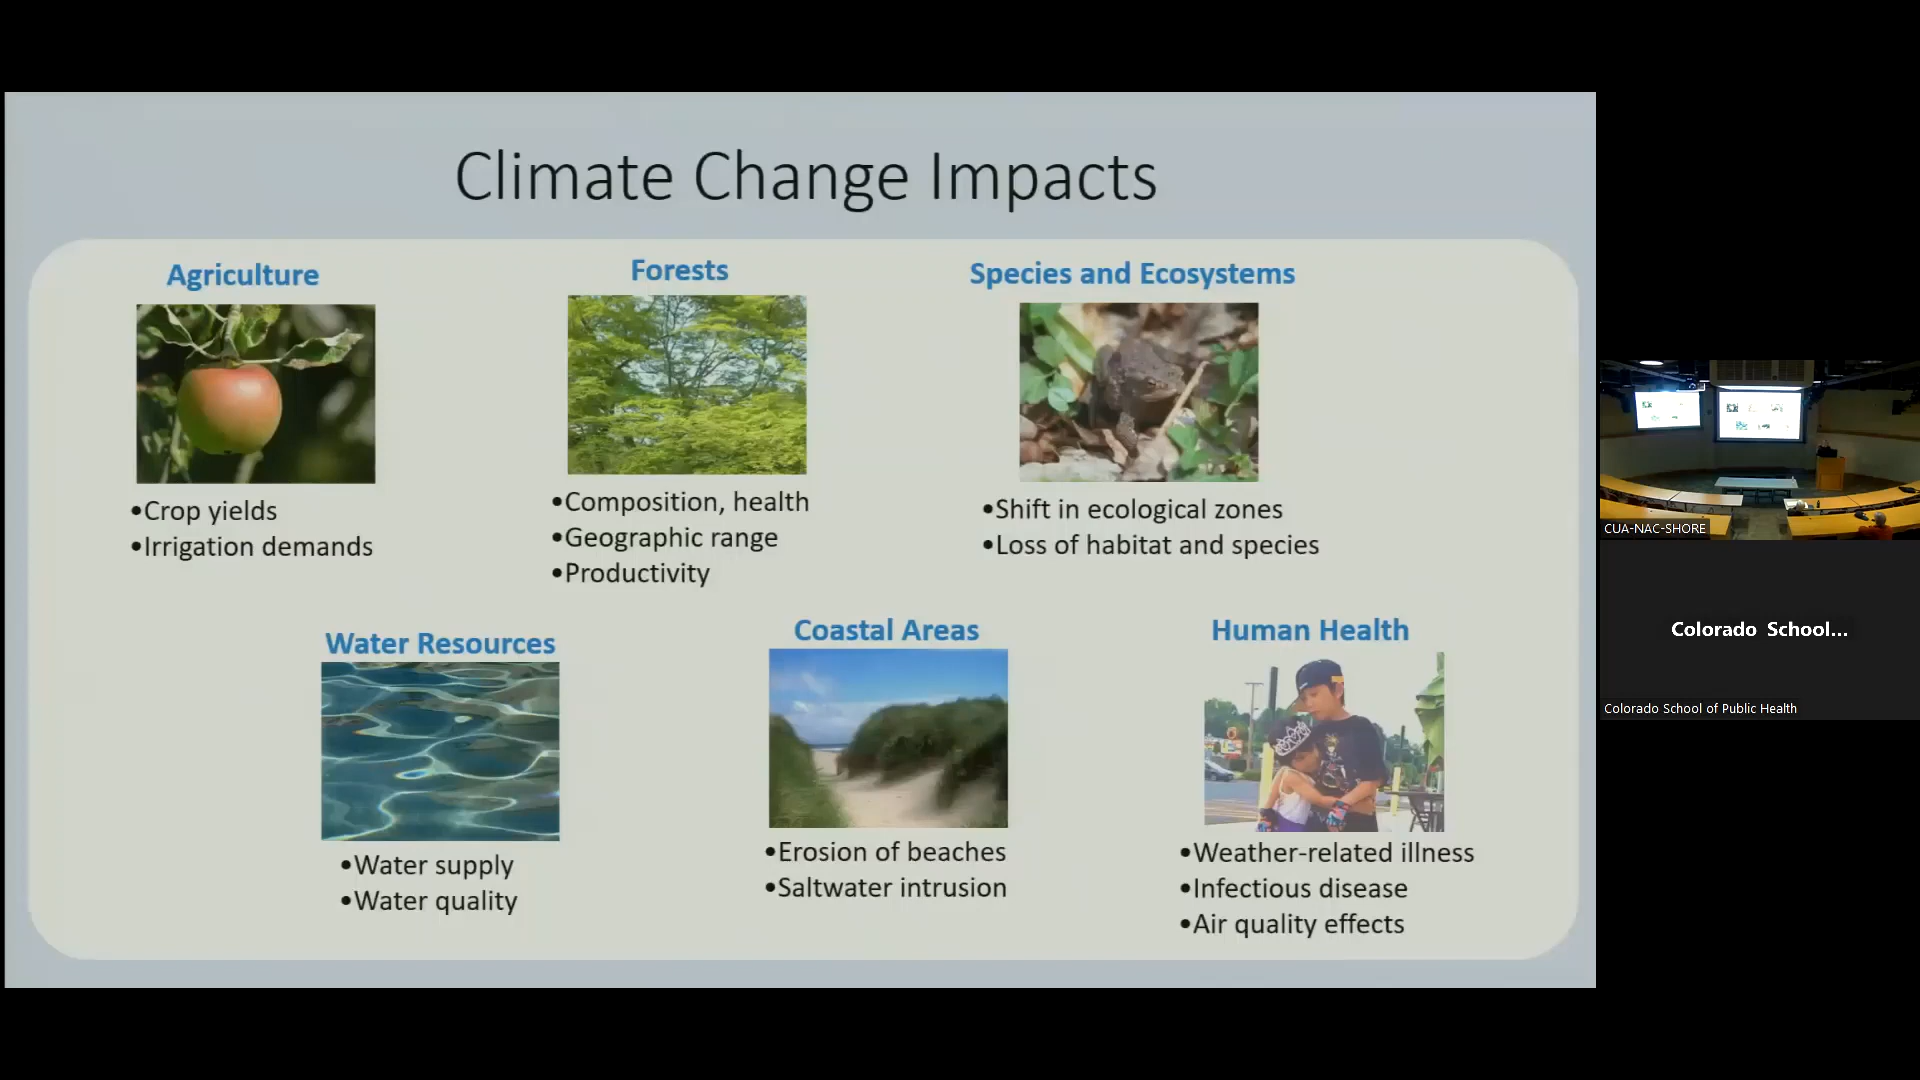 Climate Change Impacts
Agriculture
•Crop yields
•Irrigation demands
Forests
•Composition, health
•Geographic range
•Productivity
Species and Ecosystems
•Shift in ecological zones
•Loss of habitat and species
Water Resources
•Water supply
•Water quality
Coastal Areas
•Erosion of beaches
•Saltwater intrusion
Human Health
•Weather-related illness
•Infectious disease
•Air quality effects
CUA-NAC-SHORE
Colorado School...
Colorado School of Public Health